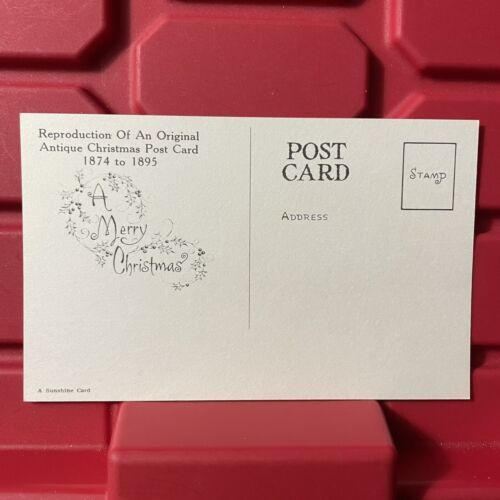 Reproduction Of An Original
Antique Christmas Post Card
1874 to 1895
A
Merry
Christmas
A Sunshine Card
POST
CARD
ADDRESS
STAMP